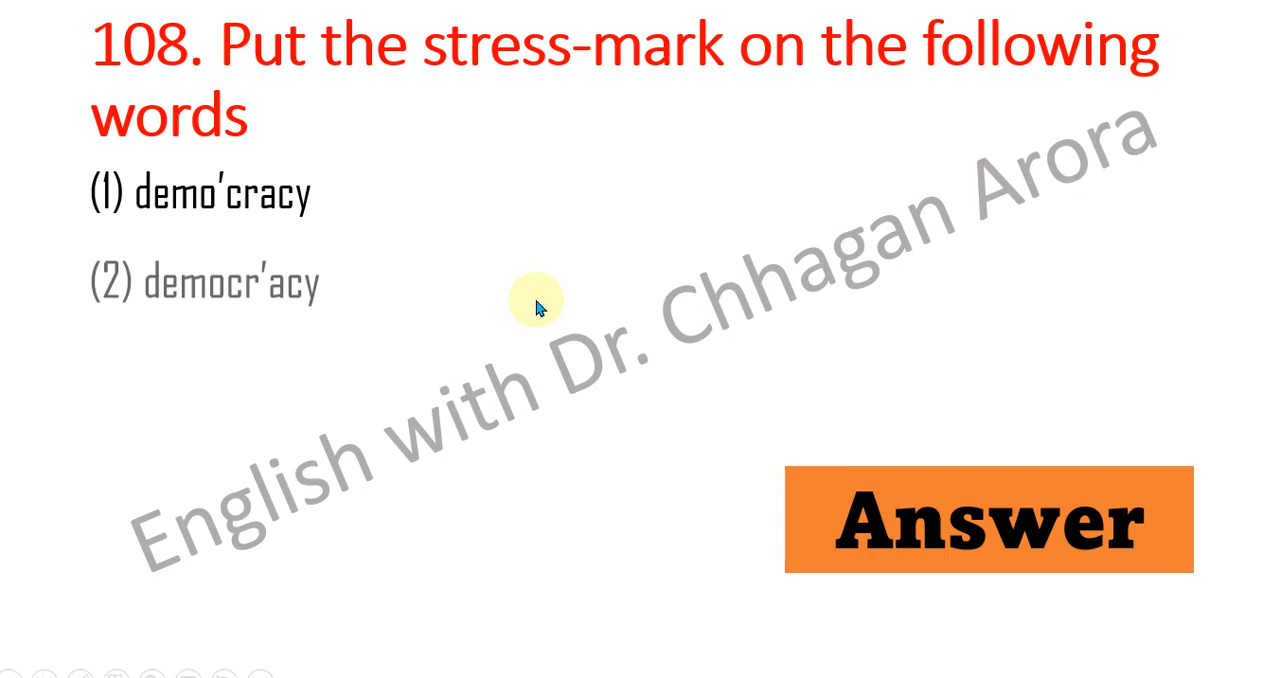 108. Put the stress-mark on the following
words
(1) demo'cracy
(2) democr'acy
English with Dr. Chhagan Arora
Answer